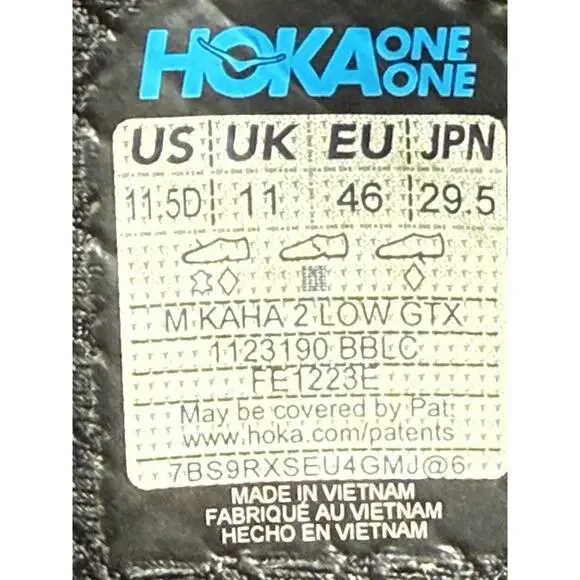 HOKA ONE ONE
US UK EU JPN
11.5D 11 46 29.5
M KAHA 2 LOW GTX
1123190 BBLC
FE1223E
May be covered by Pat.
www.hoka.com/patents
7BS9RXSEU4GMJ@6
MADE IN VIETNAM
FABRIQUÉ AU VIETNAM
HECHO EN VIETNAM